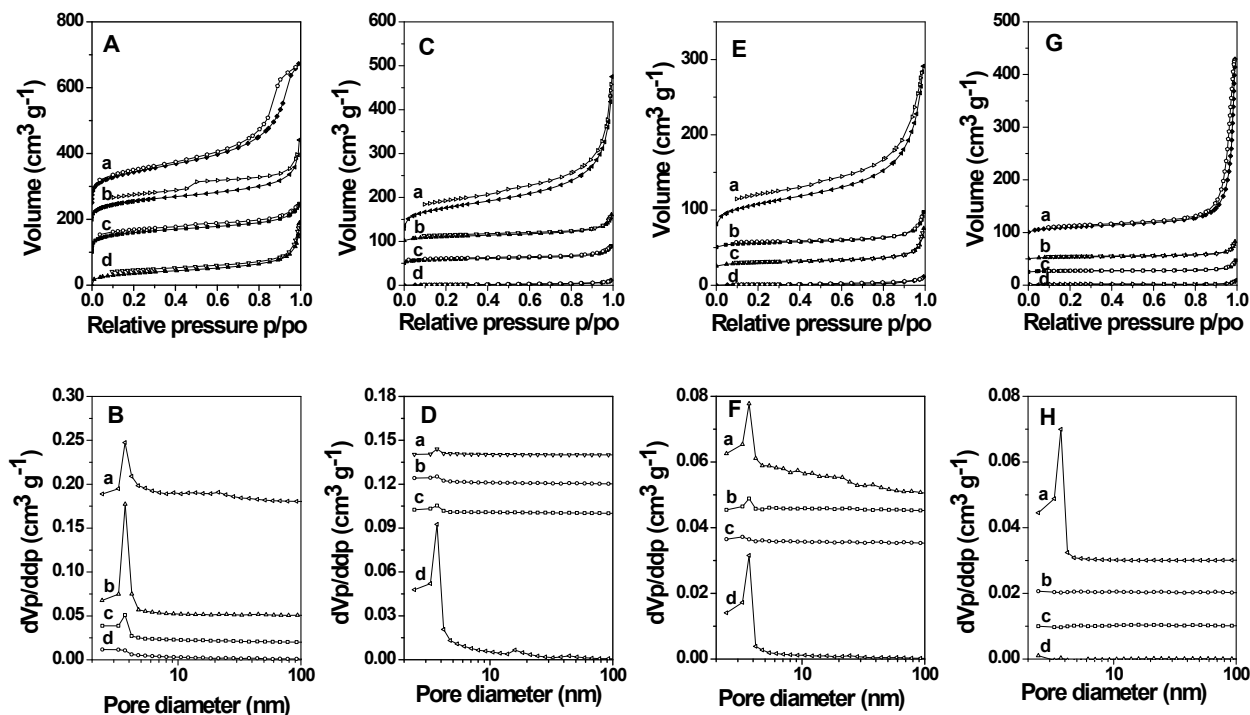 A
800
600
400
200
0
a
b
c
d
0.0 0.2 0.4 0.6 0.8 1.0
Volume (cm³ g⁻¹)
Relative pressure p/po
C
600
500
400
300
200
100
0
a
b
c
d
0.0 0.2 0.4 0.6 0.8 1.0
Volume (cm³ g⁻¹)
Relative pressure p/po
E
300
200
100
0
a
b
c
d
0.0 0.2 0.4 0.6 0.8 1.0
Volume (cm³ g⁻¹)
Relative pressure p/po
G
500
400
300
200
150
100
50
0
a
b
c
d
0.0 0.2 0.4 0.6 0.8 1.0
Volume (cm³ g⁻¹)
Relative pressure p/po
B
0.30
0.25
0.20
0.15
0.10
0.05
0.00
a
b
c
d
10 100
dVp/ddp (cm³ g⁻¹)
Pore diameter (nm)
D
0.18
0.15
0.12
0.09
0.06
0.03
0.00
a
b
c
d
10 100
dVp/ddp (cm³ g⁻¹)
Pore diameter (nm)
F
0.08
0.06
0.04
0.02
0.00
a
b
c
d
10 100
dVp/ddp (cm³ g⁻¹)
Pore diameter (nm)
H
0.08
0.06
0.04
0.02
0.00
a
b
c
d
10 100
dVp/ddp (cm³ g⁻¹)
Pore diameter (nm)